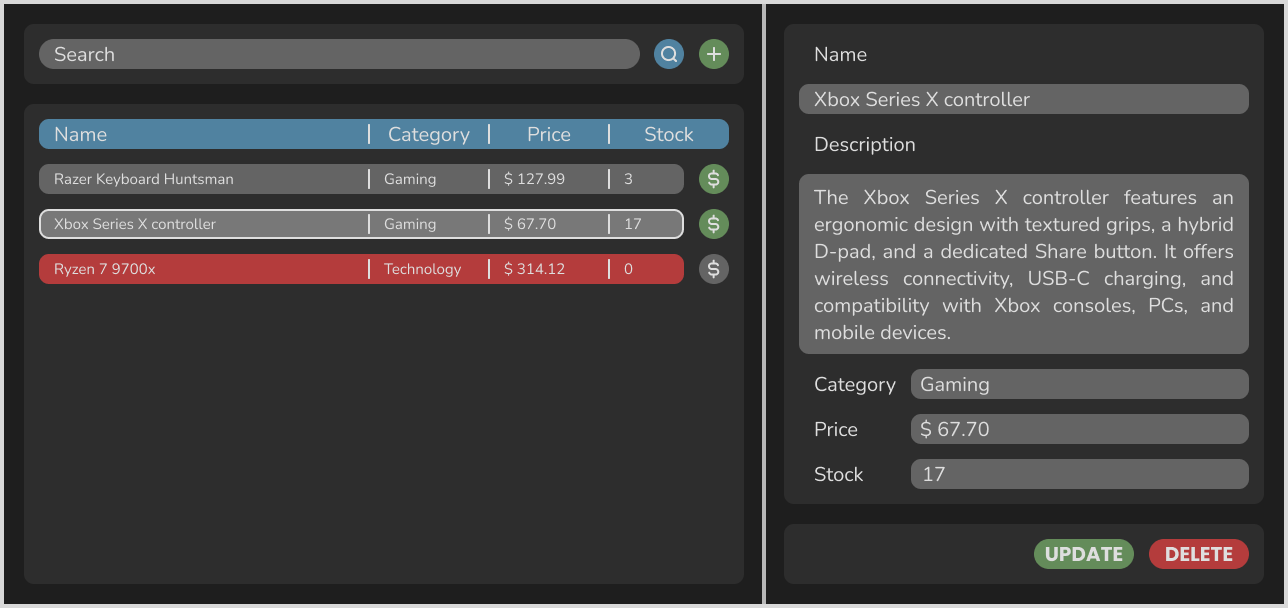 Search
Name Category Price Stock
Razer Keyboard Huntsman Gaming $ 127.99 3 $
Xbox Series X controller Gaming $ 67.70 17 $
Ryzen 7 9700x Technology $ 314.12 0 $
Name
Xbox Series X controller
Description
The Xbox Series X controller features an
ergonomic design with textured grips, a hybrid
D-pad, and a dedicated Share button. It offers
wireless connectivity, USB-C charging, and
compatibility with Xbox consoles, PCs, and
mobile devices.
Category Gaming
Price $ 67.70
Stock 17
UPDATE DELETE